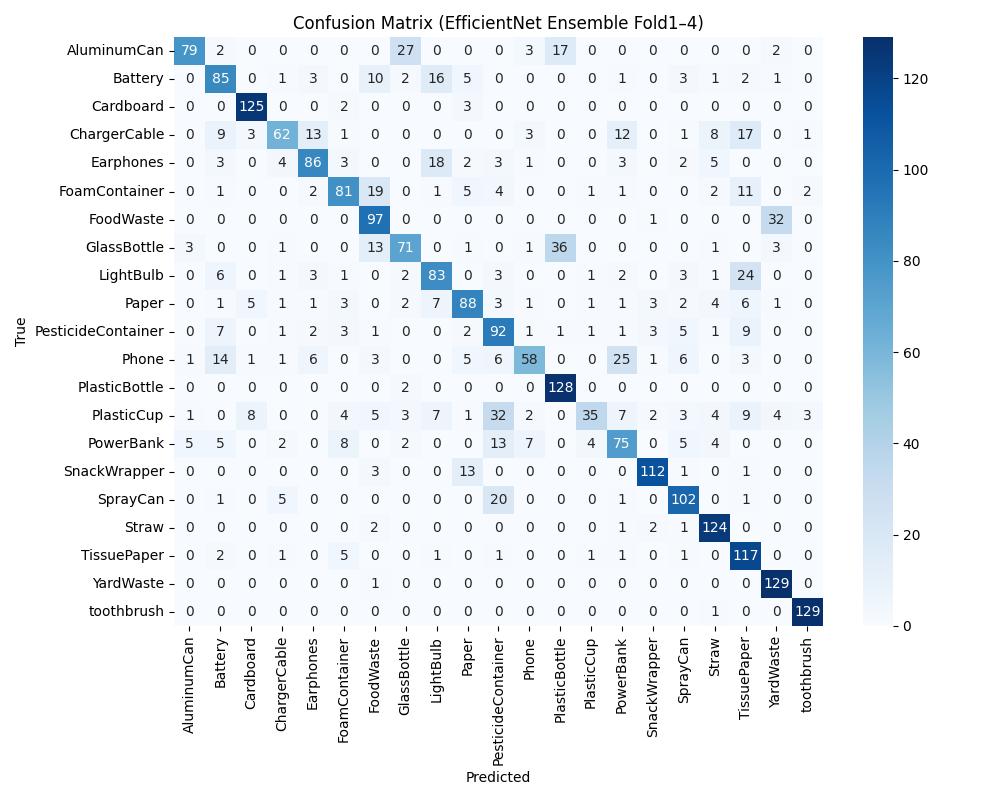 Confusion Matrix (EfficientNet Ensemble Fold1–4)
AluminumCan 79 2 0 0 0 0 0 27 0 0 0 3 17 0 0 0 0 0 0 2 0
Battery 0 85 0 1 3 0 10 2 16 5 0 0 0 0 1 0 3 1 2 1 0
Cardboard 0 0 125 0 0 2 0 0 0 3 0 0 0 0 0 0 0 0 0 0 0
ChargerCable 0 9 3 62 13 1 0 0 0 0 0 3 0 0 12 0 1 8 17 0 1
Earphones 0 3 0 4 86 3 0 0 18 2 3 1 0 0 3 0 2 5 0 0 0
FoamContainer 0 1 0 0 2 81 19 0 1 5 4 0 0 1 1 0 0 2 11 0 2
FoodWaste 0 0 0 0 0 0 97 0 0 0 0 0 0 0 0 1 0 0 0 32 0
GlassBottle 3 0 0 1 0 0 13 71 0 1 0 1 36 0 0 0 0 1 0 3 0
LightBulb 0 6 0 1 3 1 0 2 83 0 3 0 0 1 2 0 3 1 24 0 0
Paper 0 1 5 1 1 3 0 2 7 88 3 1 0 1 1 3 2 4 6 1 0
PesticideContainer 0 7 0 1 2 3 1 0 0 2 92 1 1 1 1 3 5 1 9 0 0
Phone 1 14 1 1 6 0 3 0 0 5 6 58 0 0 25 1 6 0 3 0 0
PlasticBottle 0 0 0 0 0 0 0 2 0 0 0 0 128 0 0 0 0 0 0 0 0
PlasticCup 1 0 8 0 0 4 5 3 7 1 32 2 0 35 7 2 3 4 9 4 3
PowerBank 5 5 0 2 0 8 0 2 0 0 13 7 0 4 75 0 5 4 0 0 0
SnackWrapper 0 0 0 0 0 0 3 0 0 13 0 0 0 0 0 112 1 0 1 0 0
SprayCan 0 1 0 5 0 0 0 0 0 0 20 0 0 0 1 0 102 0 1 0 0
Straw 0 0 0 0 0 0 2 0 0 0 0 0 0 0 1 2 1 124 0 0 0
TissuePaper 0 2 0 1 0 5 0 0 1 0 1 0 0 1 1 0 1 0 117 0 0
YardWaste 0 0 0 0 0 0 1 0 0 0 0 0 0 0 0 0 0 0 0 129 0
toothbrush 0 0 0 0 0 0 0 0 0 0 0 0 0 0 0 0 0 1 0 0 129
True
AluminumCan
Battery
Cardboard
ChargerCable
Earphones
FoamContainer
FoodWaste
GlassBottle
LightBulb
Paper
PesticideContainer
Phone
PlasticBottle
PlasticCup
PowerBank
SnackWrapper
SprayCan
Straw
TissuePaper
YardWaste
toothbrush
Predicted
120
100
80
60
40
20
0